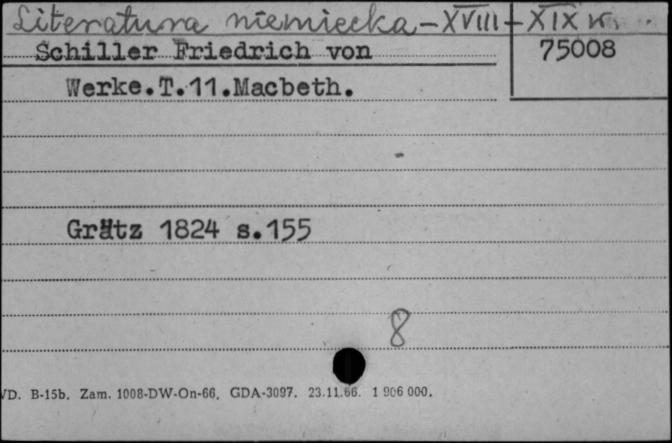 Literatura niemiecka - XVIII - XIX w.
Schiller Friedrich von 75008
Werke.T.11.Macbeth.
Grätz 1824 s.155
8
VD. B-15b. Zam. 1008-DW-On-66. GDA-3097. 23.11.66. 1 906 000.